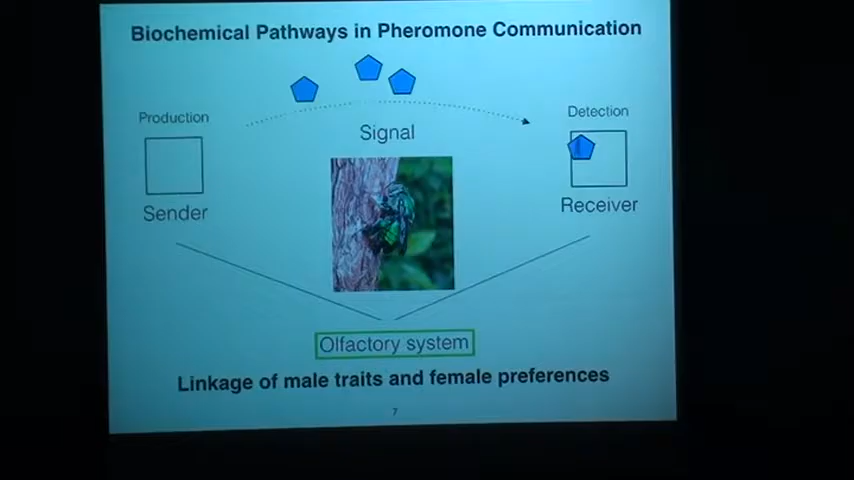 Biochemical Pathways in Pheromone Communication
Production
Detection
Signal
Sender
Receiver
Olfactory system
Linkage of male traits and female preferences
7